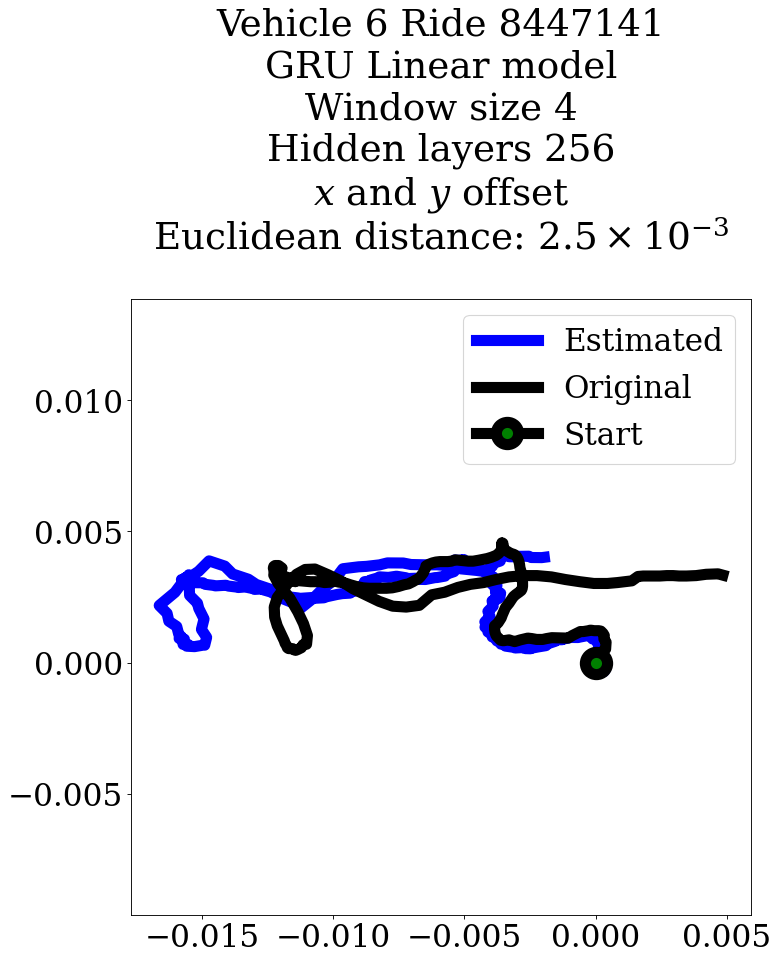 Vehicle 6 Ride 8447141
GRU Linear model
Window size 4
Hidden layers 256
x and y offset
Euclidean distance: 2.5 × 10⁻³
Estimated
Original
Start
0.010
0.005
0.000
−0.005
−0.015 −0.010 −0.005 0.000 0.005